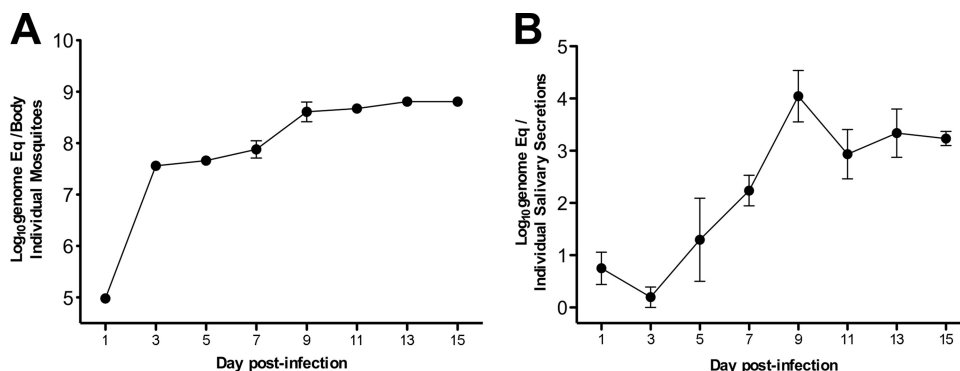 A
10
9
8
7
6
5
Log10genome Eq /Body
Individual Mosquitoes
1 3 5 7 9 11 13 15
Day post-infection
B
5
4
3
2
1
0
Log10genome Eq /
Individual Salivary Secretions
1 3 5 7 9 11 13 15
Day post-infection